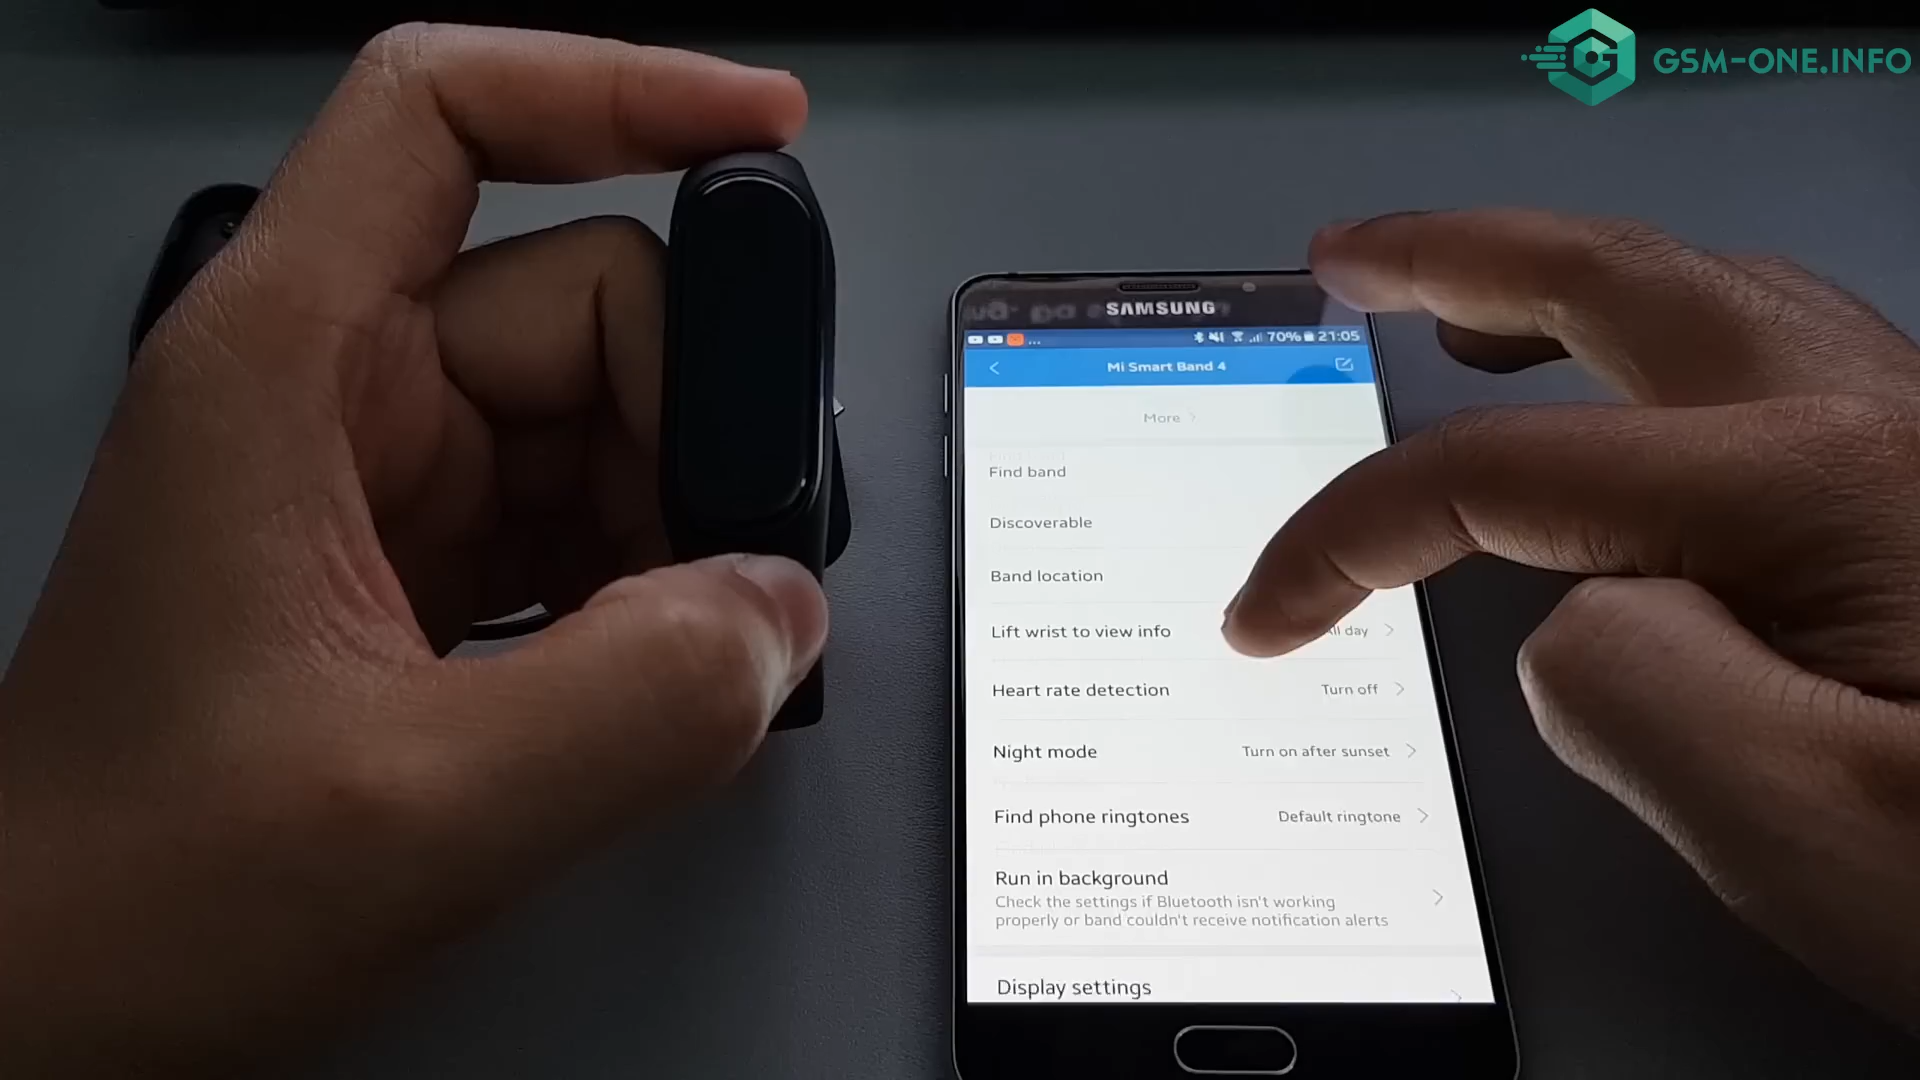 GSM-ONE.INFO
SAMSUNG
70% 21:05
Mi Smart Band 4
More
Find band
Discoverable
Band location
Lift wrist to view info All day
Heart rate detection Turn off
Night mode Turn on after sunset
Find phone ringtones Default ringtone
Run in background
Check the settings if Bluetooth isn't working
properly or band couldn't receive notification alerts
Display settings